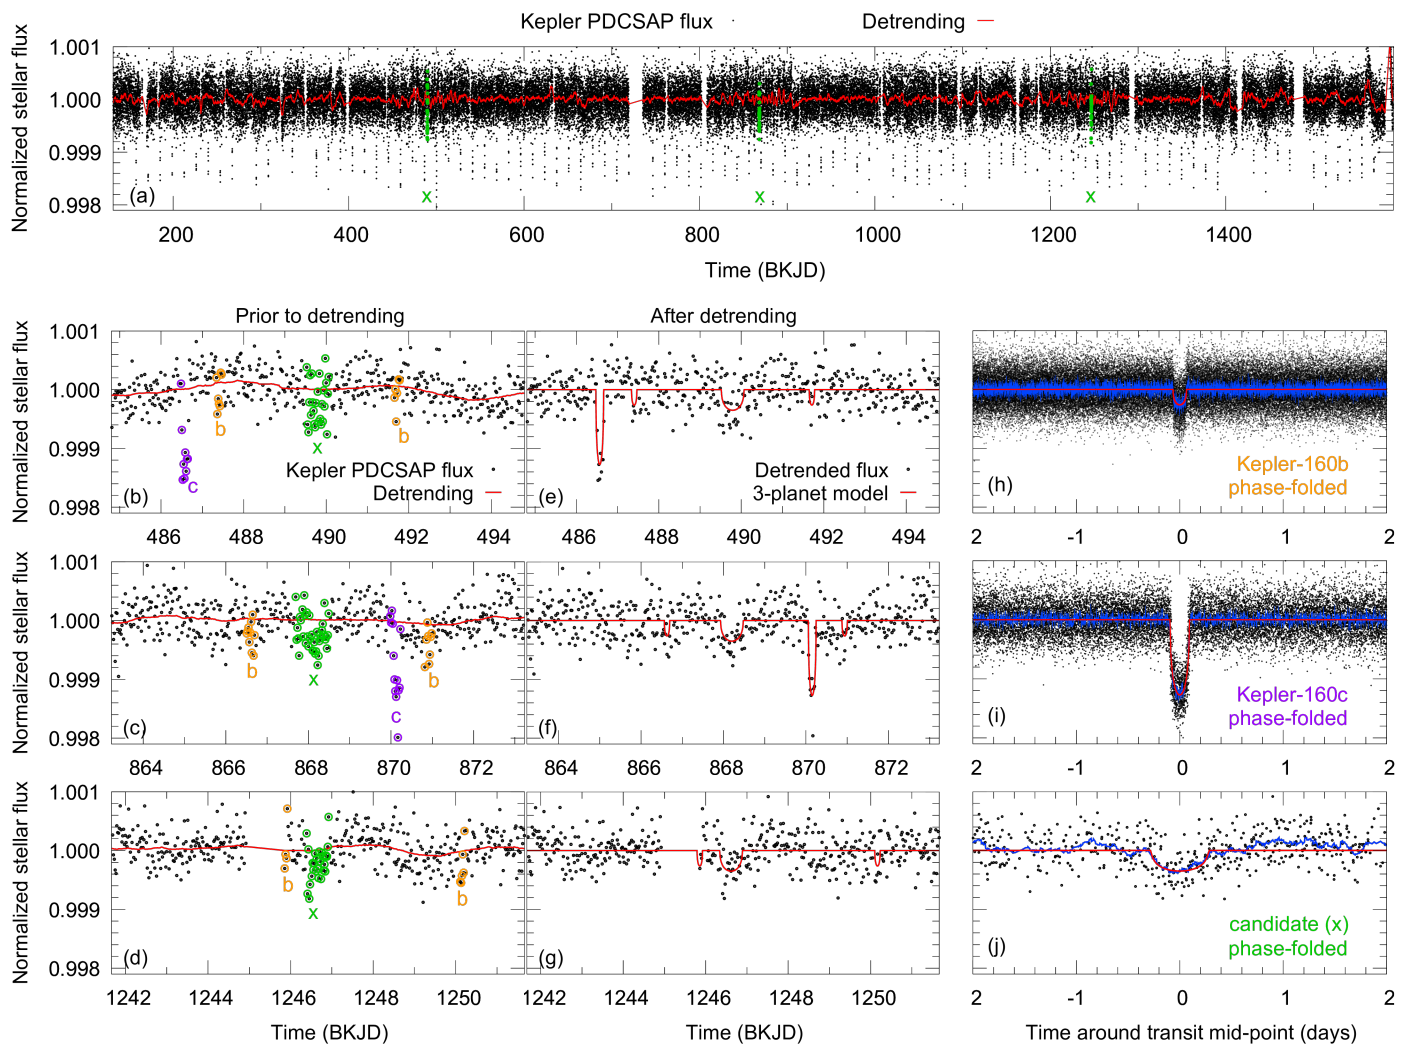 Kepler PDCSAP flux
Detrending
Normalized stellar flux
1.001
1.000
0.999
0.998
(a)
x
x
x
200
400
600
800
1000
1200
1400
Time (BKJD)
Prior to detrending
After detrending
Normalized stellar flux
1.001
1.000
0.999
0.998
b
x
b
c
Kepler PDCSAP flux
Detrending
(b)
486
488
490
492
494
Detrended flux
3-planet model
(e)
486
488
490
492
494
Kepler-160b
phase-folded
(h)
2
-1
0
1
2
Normalized stellar flux
1.001
1.000
0.999
0.998
b
x
c
b
(c)
864
866
868
870
872
(f)
864
866
868
870
872
Kepler-160c
phase-folded
(i)
2
-1
0
1
2
Normalized stellar flux
1.001
1.000
0.999
0.998
b
x
b
(d)
1242
1244
1246
1248
1250
Time (BKJD)
(g)
1242
1244
1246
1248
1250
Time (BKJD)
candidate (x)
phase-folded
(j)
2
-1
0
1
2
Time around transit mid-point (days)